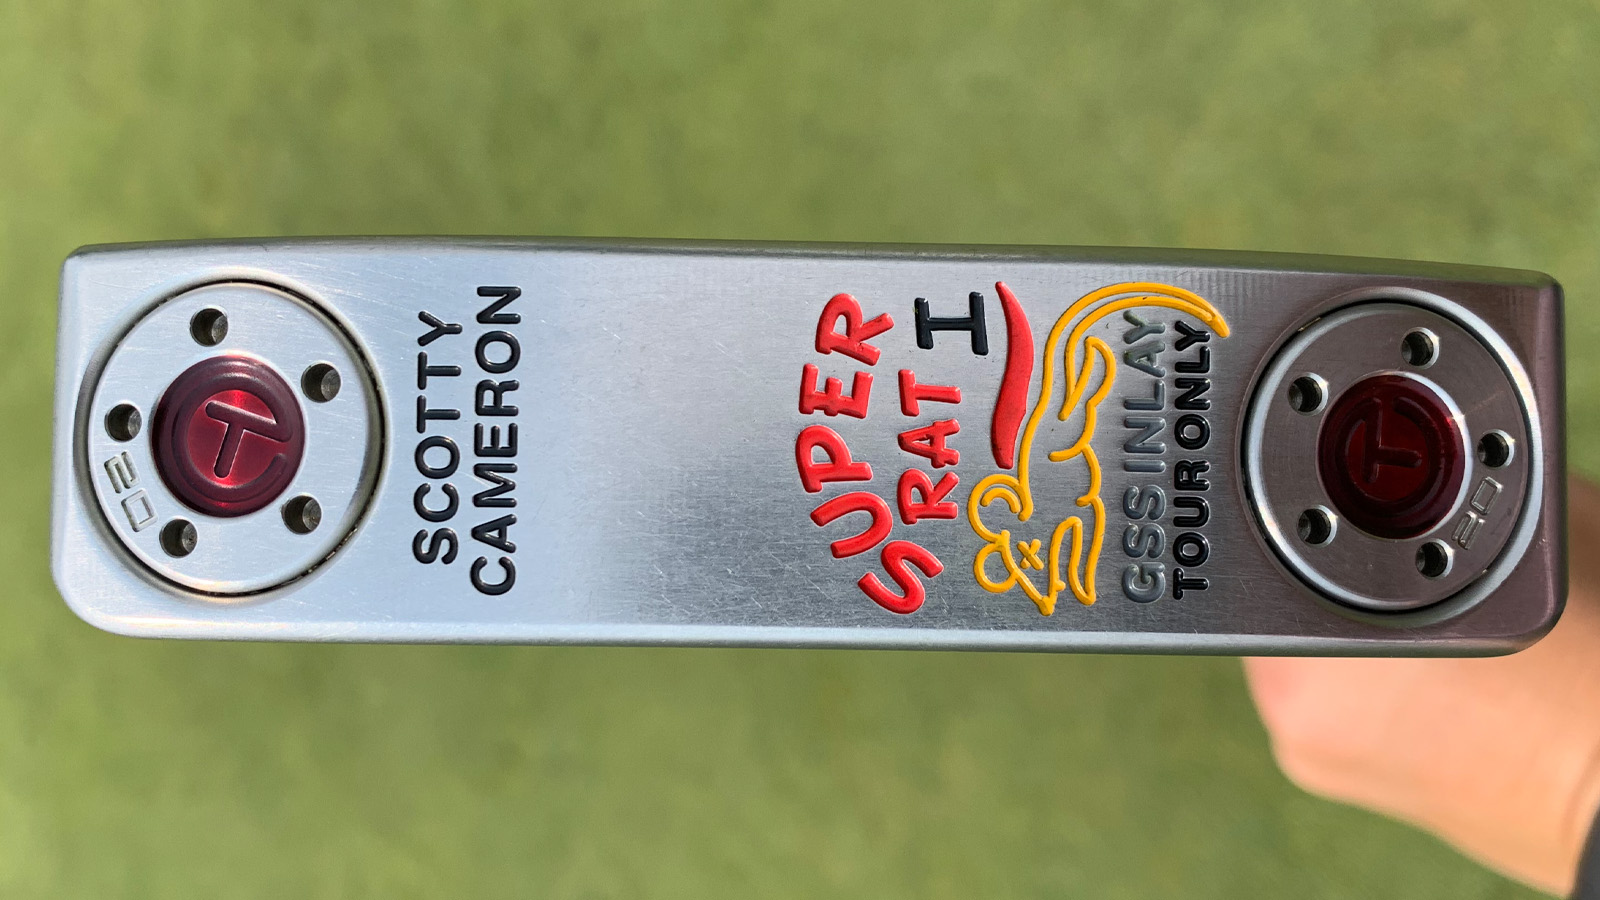 20
T
SCOTTY
CAMERON
SUPER
RAT I
GSS INLAY
TOUR ONLY
T
20